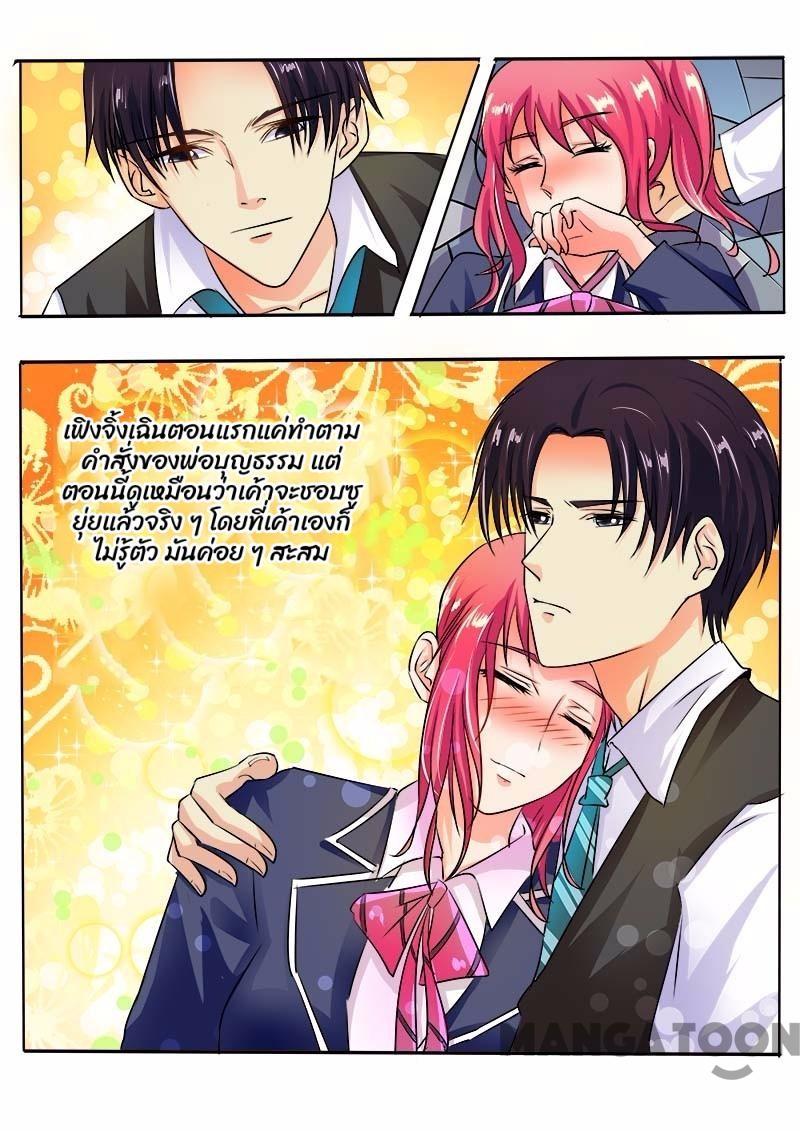 เฟิงจิ้งเฉินตอนแรกแค่ทำตาม
คำสั่งของพ่อบุญธรรม แต่
ตอนนี้ดูเหมือนว่าเค้าจะชอบซู
ยุ่ยแล้วจริง ๆ โดยที่เค้าเองก็
ไม่รู้ตัว มันค่อย ๆ สะสม
MANGATOON